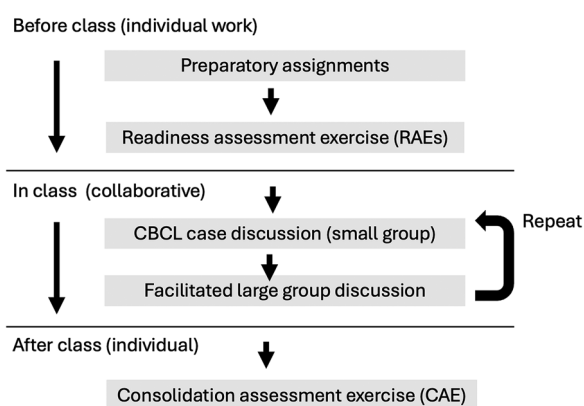 Before class (individual work)
Preparatory assignments
Readiness assessment exercise (RAEs)
In class (collaborative)
CBCL case discussion (small group)
Repeat
Facilitated large group discussion
After class (individual)
Consolidation assessment exercise (CAE)